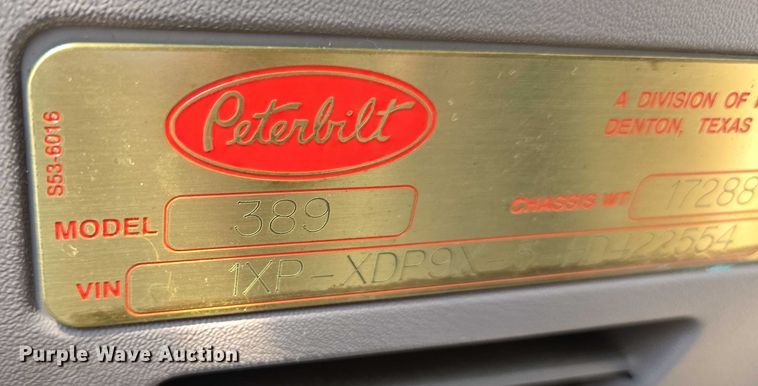 S53-6016
Peterbilt
A DIVISION OF
DENTON, TEXAS
MODEL 389
CHASSIS WT 17288
VIN 1XP-XDP9X-
Purple Wave Auction